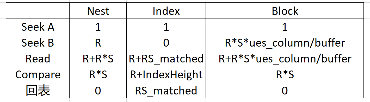 Nest Index Block
Seek A 1 1 1
Seek B R 0 R*S*ues_column/buffer
Read R+R*S R+RS_matched R+R*S*ues_column/buffer
Compare R*S R+IndexHeight R*S
回表 0 RS_matched 0